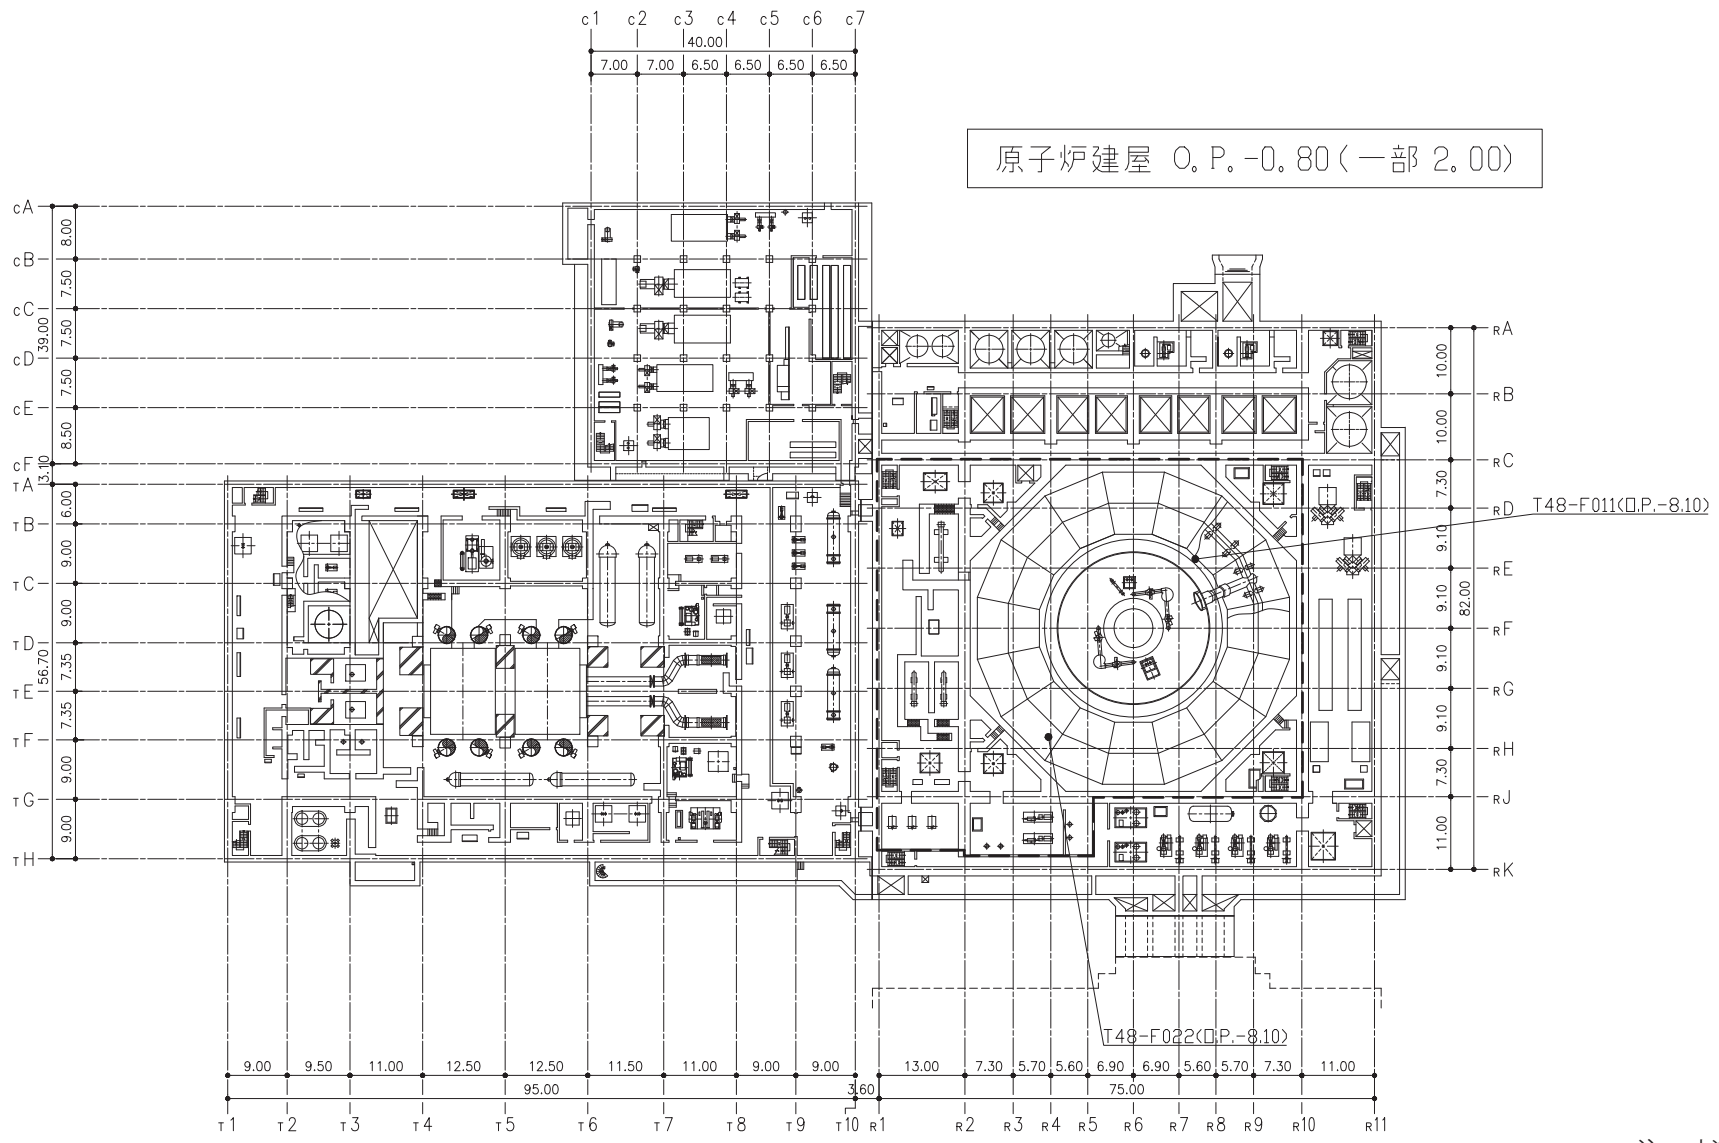 c1 c2 c3 c4 c5 c6 c7
40.00
7.00 7.00 6.50 6.50 6.50 6.50
原子炉建屋 O.P.-0.80(一部 2.00)
cA
8.00
cB
7.50
cC
39.00
7.50
cD
7.50
cE
8.50
cF
3.10
TA
6.00
TB
9.00
TC
9.00
TD
56.70
7.35
TE
7.35
TF
9.00
TG
9.00
TH
RA
10.00
RB
10.00
RC
7.30
RD
T48-F011(O.P.-8.10)
9.10
RE
9.10
82.00
RF
9.10
RG
9.10
RH
7.30
RJ
11.00
RK
T48-F022(O.P.-8.10)
9.00 9.50 11.00 12.50 12.50 11.50 11.00 9.00 9.00 13.00 7.30 5.70 5.60 6.90 6.90 5.60 5.70 7.30 11.00
95.00 3.60 75.00
T1 T2 T3 T4 T5 T6 T7 T8 T9 T10 R1 R2 R3 R4 R5 R6 R7 R8 R9 R10 R11